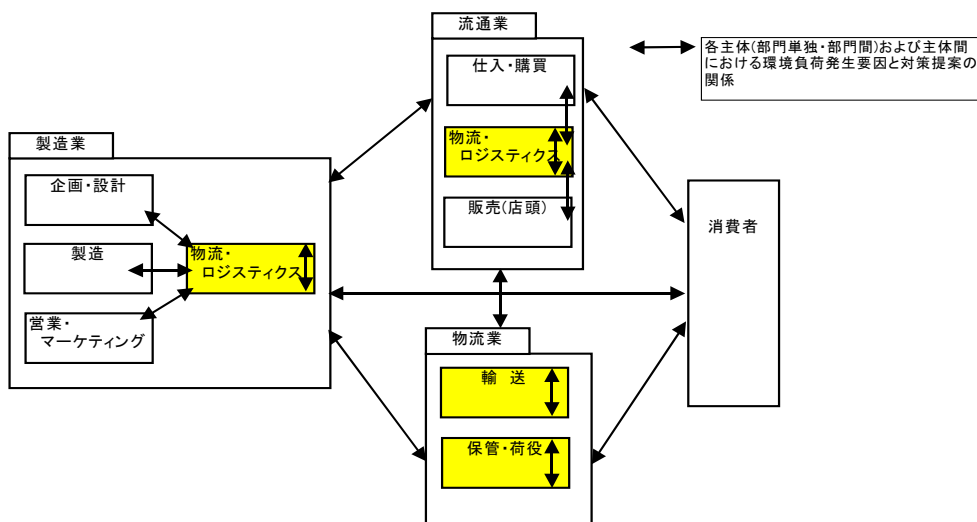 流通業
仕入・購買
物流・
ロジスティクス
販売(店頭)
各主体(部門単独・部門間)および主体間
における環境負荷発生要因と対策提案の
関係
製造業
企画・設計
製造
物流・
ロジスティクス
営業・
マーケティング
消費者
物流業
輸 送
保管・荷役